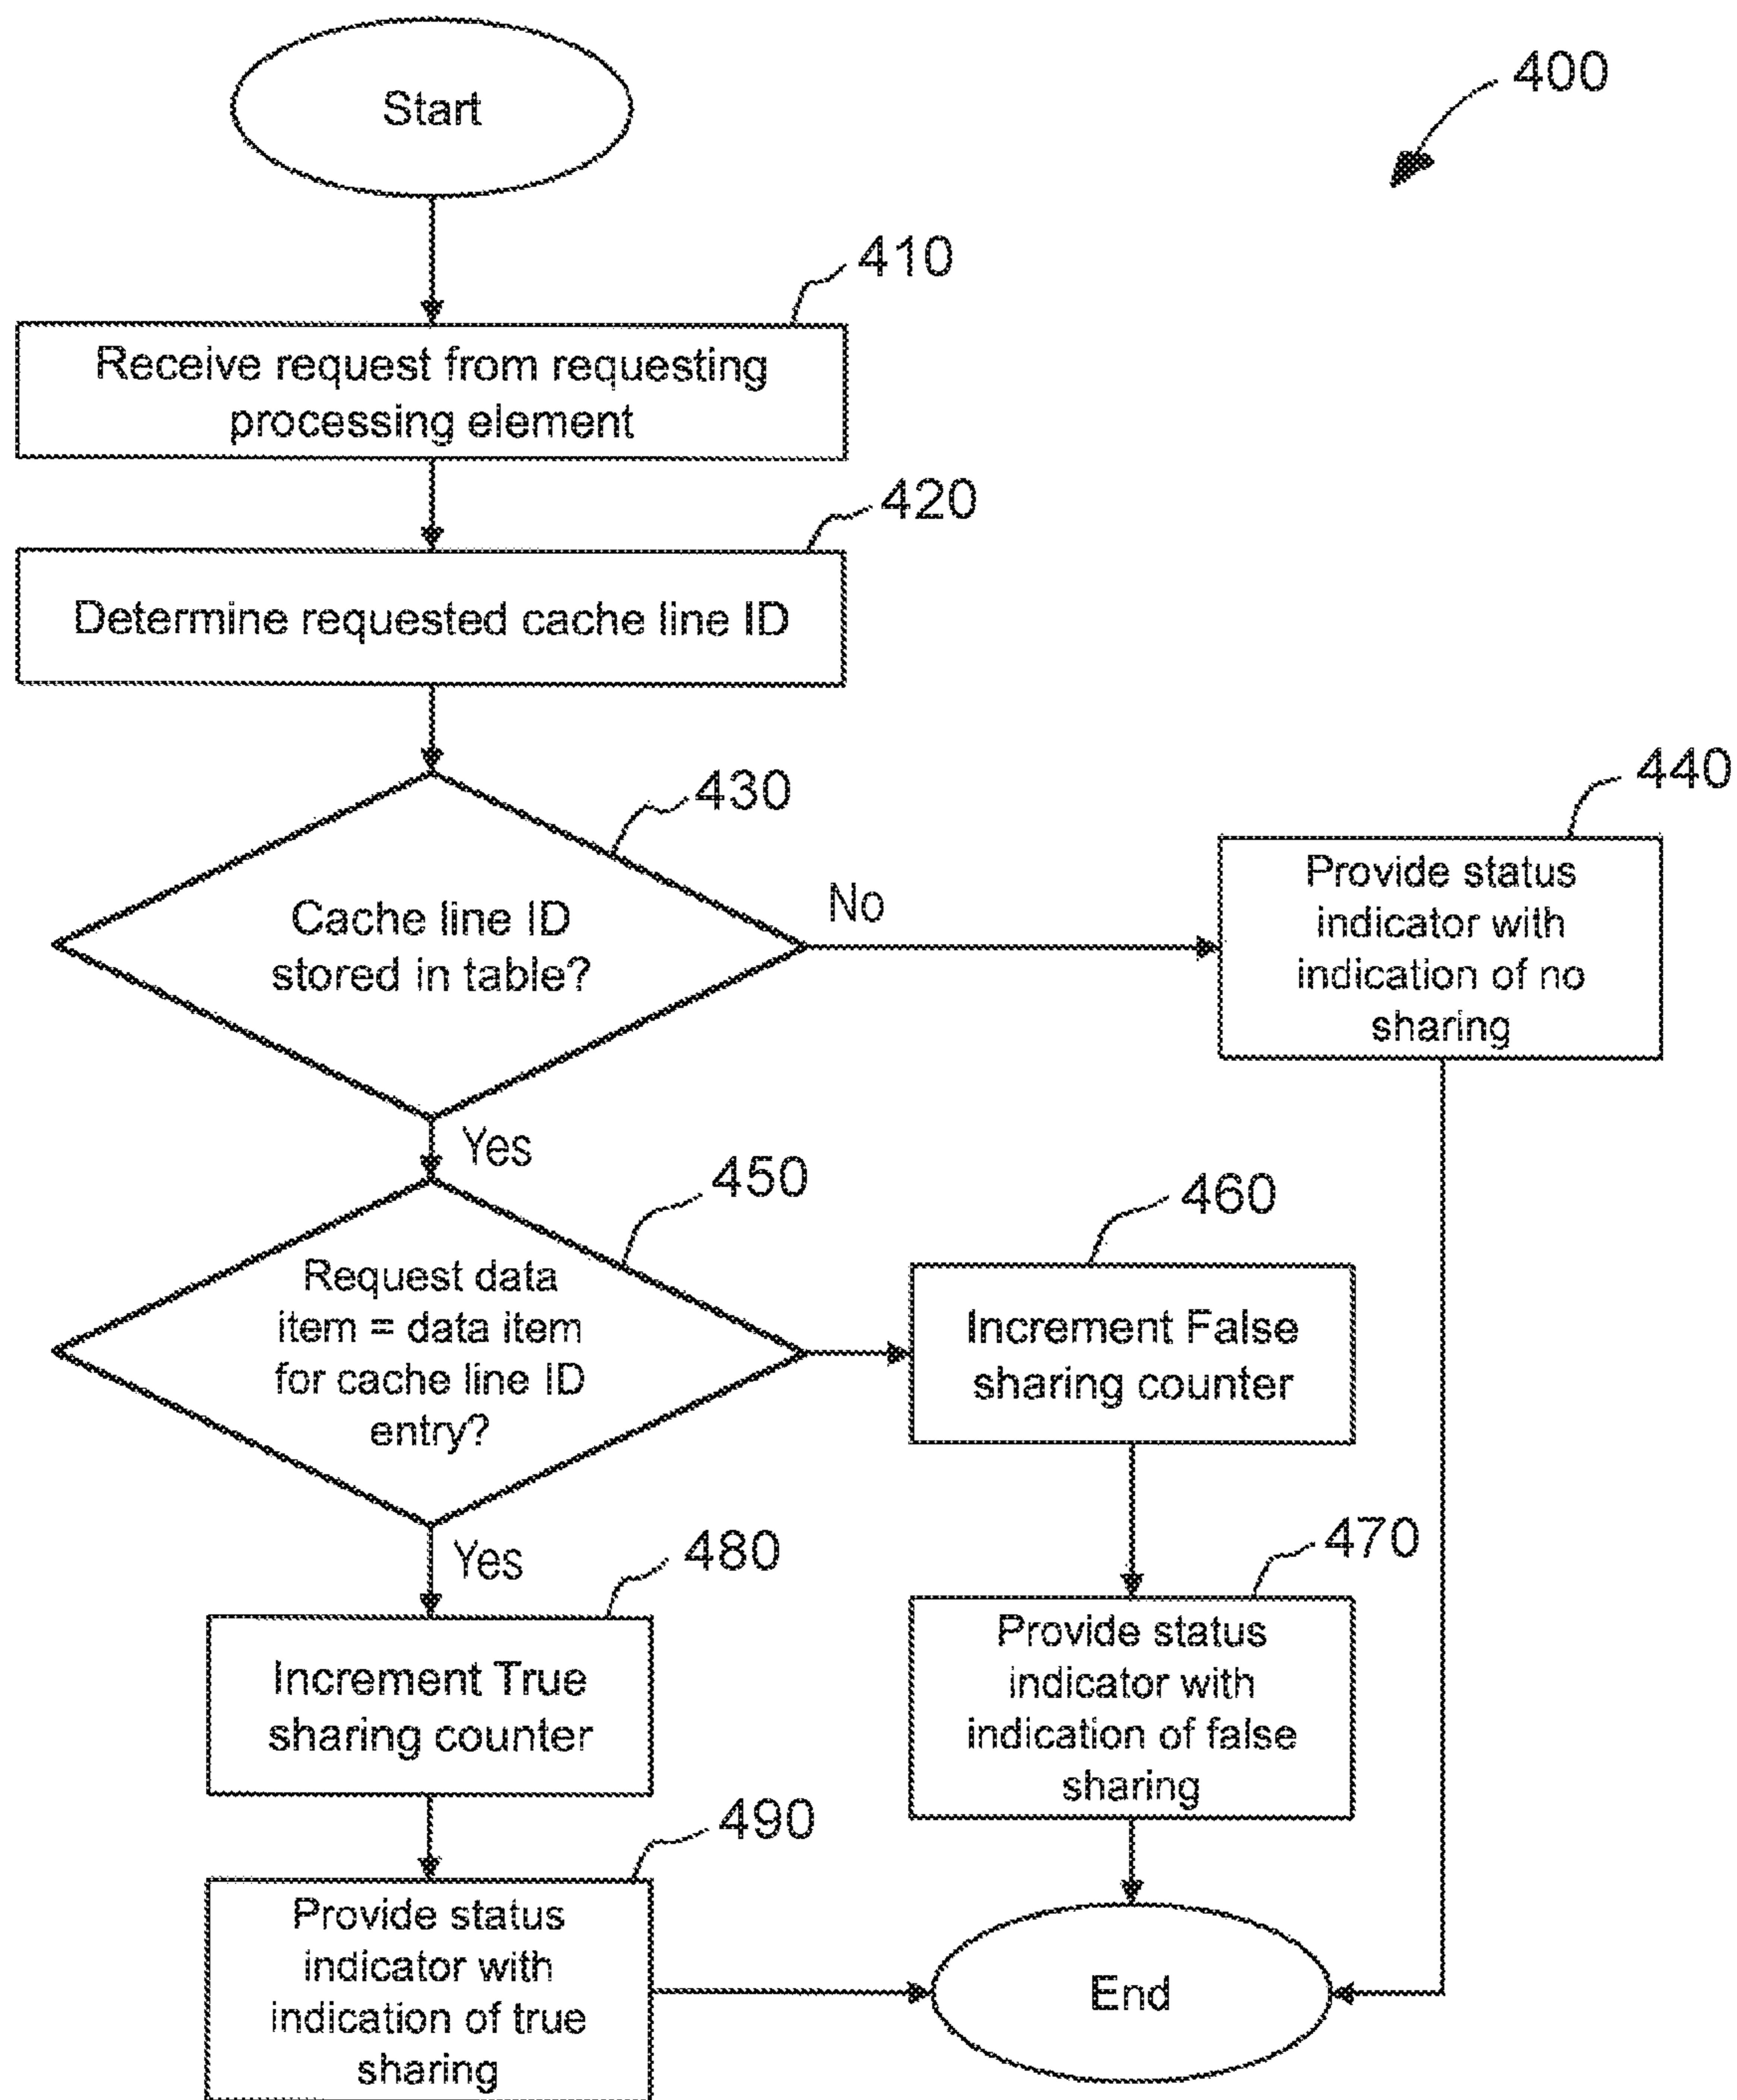 Start
400
410
Receive request from requesting
processing element
420
Determine requested cache line ID
430
Cache line ID
stored in table?
No
440
Provide status
indicator with
indication of no
sharing
Yes
450
Request data
item = data item
for cache line ID
entry?
460
Increment False
sharing counter
Yes
480
Increment True
sharing counter
470
Provide status
indicator with
indication of false
sharing
490
Provide status
indicator with
indication of true
sharing
End